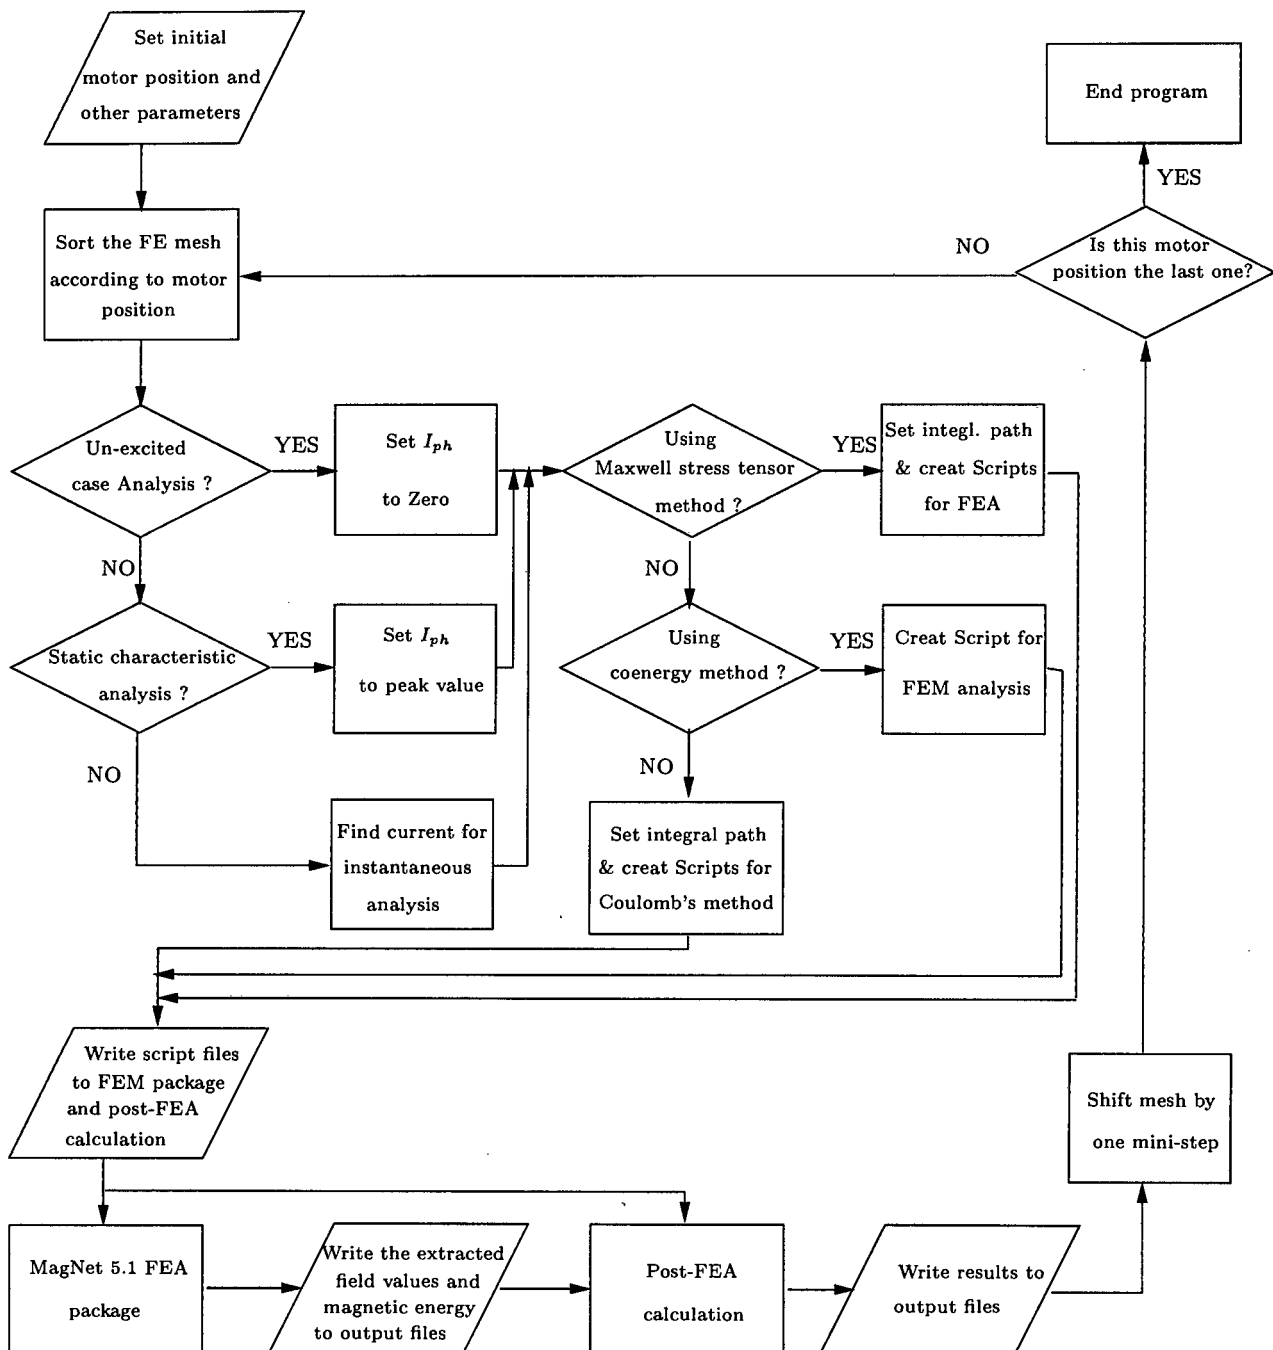 Set initial
motor position and
other parameters
End program
YES
Sort the FE mesh
according to motor
position
NO
Is this motor
position the last one?
Un-excited
case Analysis ?
YES
Set I_ph
to Zero
Using
Maxwell stress tensor
method ?
YES
Set integl. path
& creat Scripts
for FEA
NO
NO
Static characteristic
analysis ?
YES
Set I_ph
to peak value
Using
coenergy method ?
YES
Creat Script for
FEM analysis
NO
NO
Find current for
instantaneous
analysis
Set integral path
& creat Scripts for
Coulomb's method
Write script files
to FEM package
and post-FEA
calculation
Shift mesh by
one mini-step
MagNet 5.1 FEA
package
Write the extracted
field values and
magnetic energy
to output files
Post-FEA
calculation
Write results to
output files